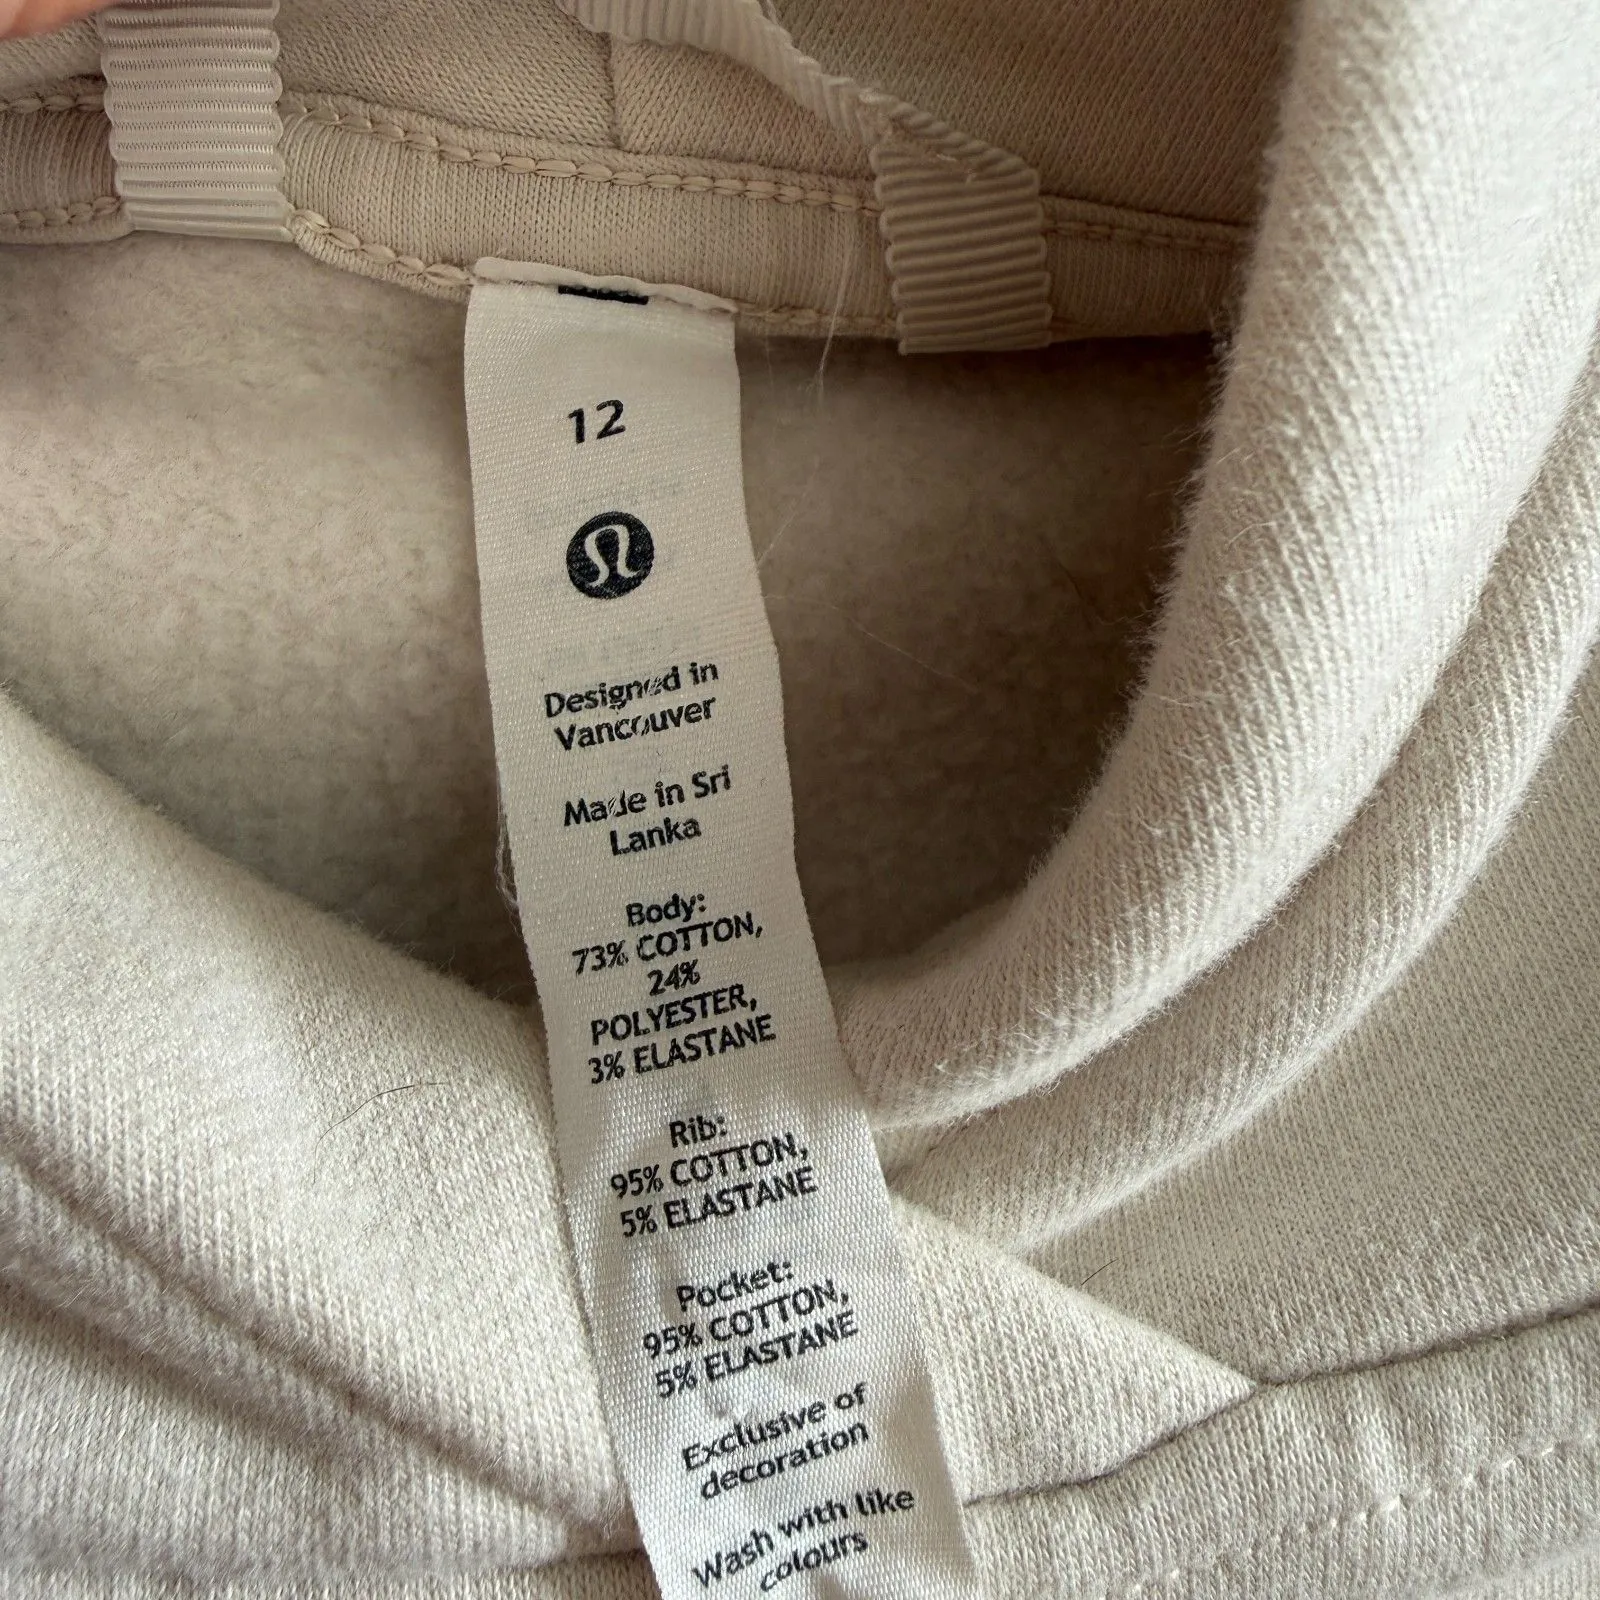 12
Designed in
Vancouver
Made in Sri
Lanka
Body:
73% COTTON,
24%
POLYESTER,
3% ELASTANE
Rib:
95% COTTON,
5% ELASTANE
Pocket:
95% COTTON,
5% ELASTANE
Exclusive of
decoration
Wash with like
colours